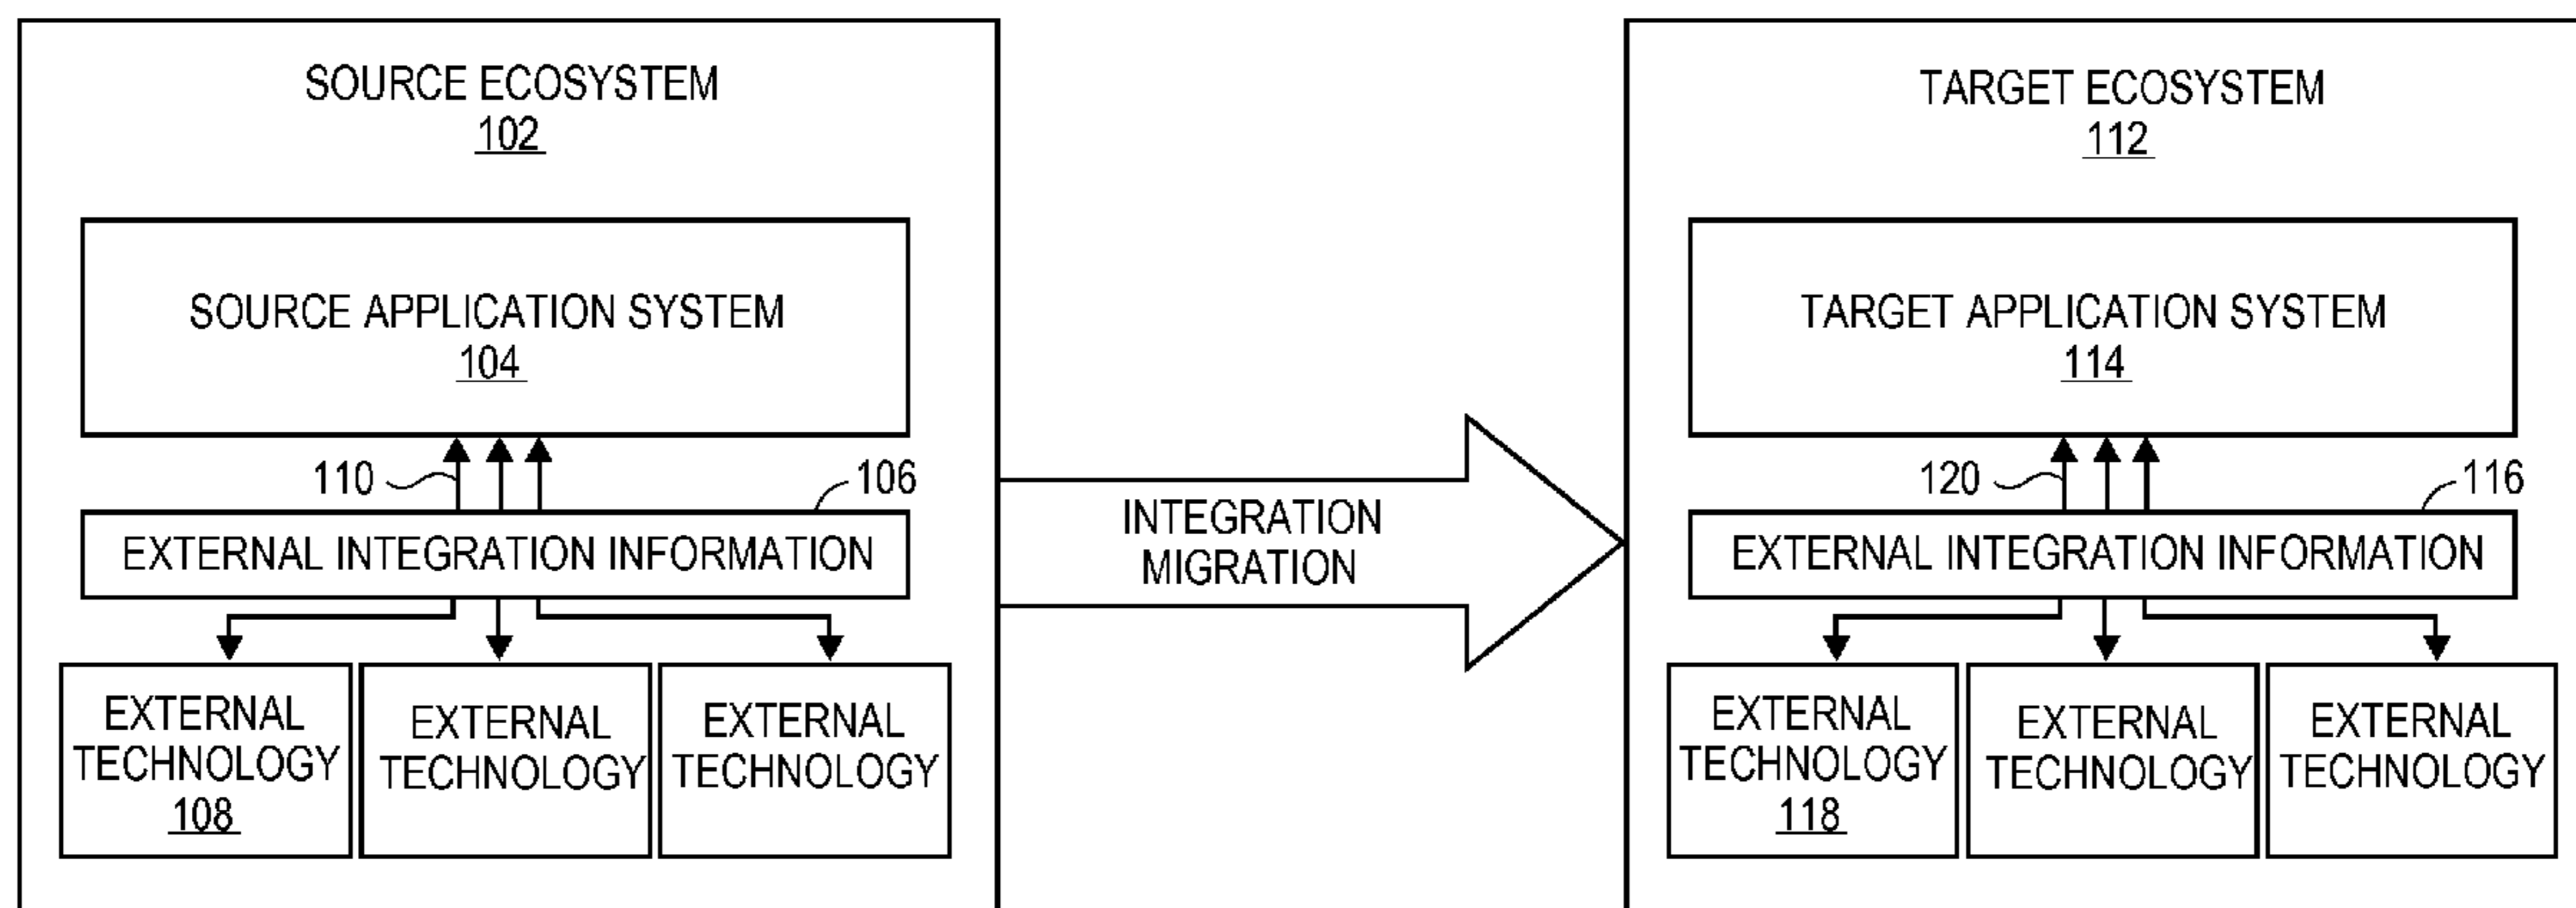 SOURCE ECOSYSTEM
102
SOURCE APPLICATION SYSTEM
104
110
106
EXTERNAL INTEGRATION INFORMATION
EXTERNAL
TECHNOLOGY
108
EXTERNAL
TECHNOLOGY
EXTERNAL
TECHNOLOGY
INTEGRATION
MIGRATION
TARGET ECOSYSTEM
112
TARGET APPLICATION SYSTEM
114
120
116
EXTERNAL INTEGRATION INFORMATION
EXTERNAL
TECHNOLOGY
118
EXTERNAL
TECHNOLOGY
EXTERNAL
TECHNOLOGY